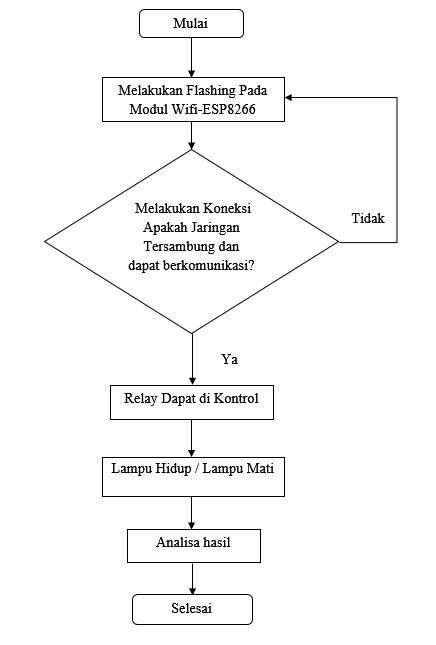 Mulai
Melakukan Flashing Pada
Modul Wifi-ESP8266
Melakukan Koneksi
Apakah Jaringan
Tersambung dan
dapat berkomunikasi?
Tidak
Ya
Relay Dapat di Kontrol
Lampu Hidup / Lampu Mati
Analisa hasil
Selesai